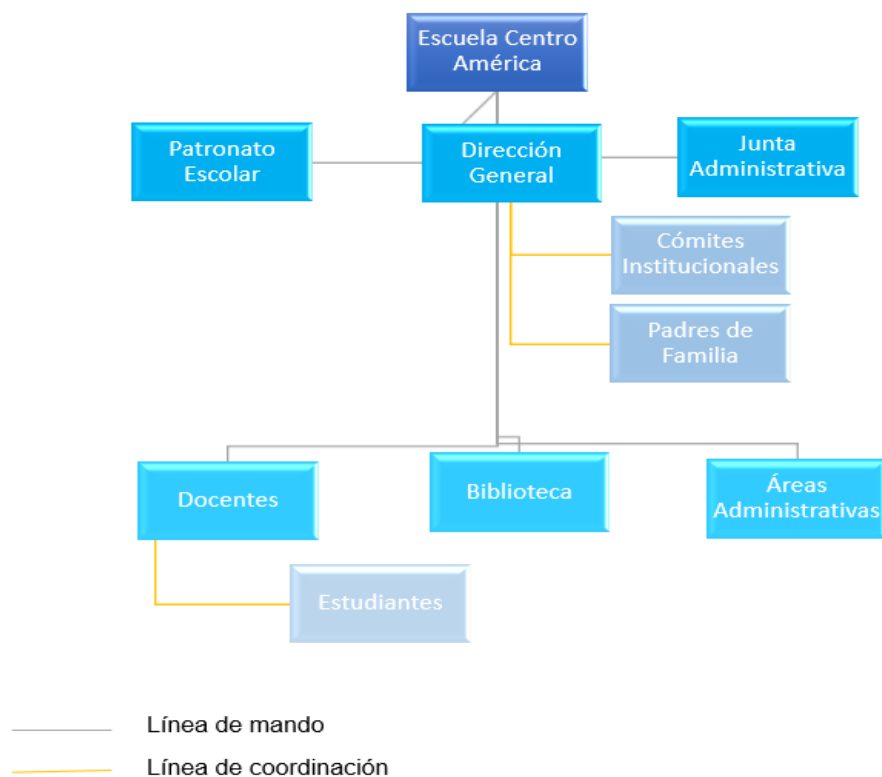 Escuela Centro
América
Patronato
Escolar
Dirección
General
Junta
Administrativa
Cómites
Institucionales
Padres de
Familia
Docentes
Biblioteca
Áreas
Administrativas
Estudiantes
Línea de mando
Línea de coordinación